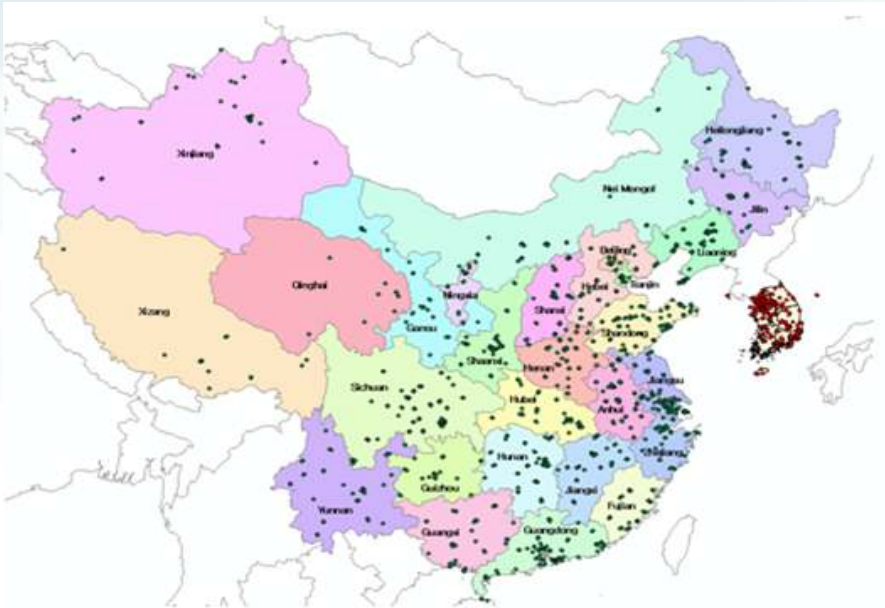 Heilongjiang
Xinjiang
Nei Mongol
Jilin
Beijing
Liaoning
Qinghai
Hebei
Tianjin
Ningxia
Xizang
Shanxi
Gansu
Shandong
Shaanxi
Henan
Jiangsu
Sichuan
Hubei
Anhui
Zhejiang
Hunan
Guizhou
Jiangxi
Fujian
Yunnan
Guangxi
Guangdong